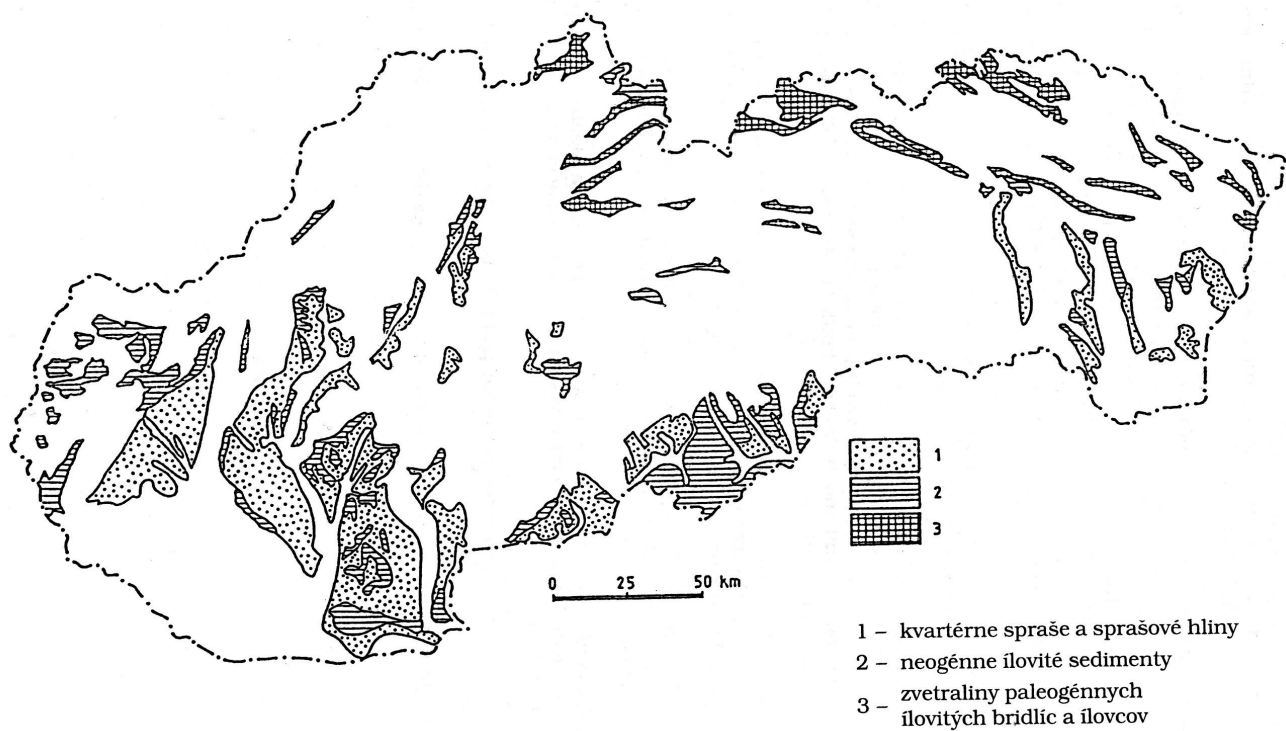 1
2
3
0 25 50 km
1 – kvartérne spraše a sprašové hliny
2 – neogénne ílovité sedimenty
3 – zvetraliny paleogénnych
ílovitých bridlíc a ílovcov